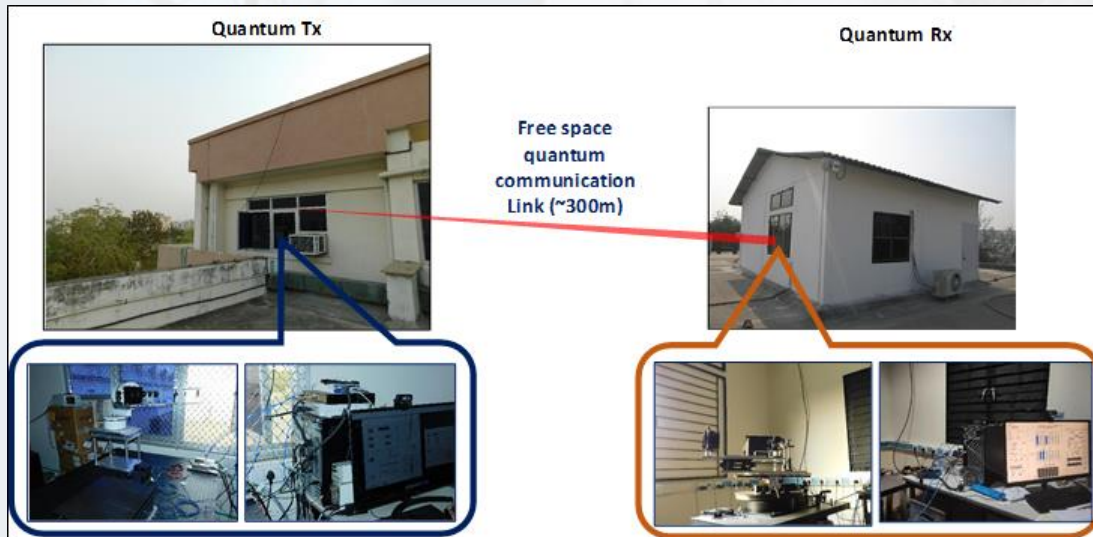 Quantum Tx
Quantum Rx
Free space
quantum
communication
Link (~300m)